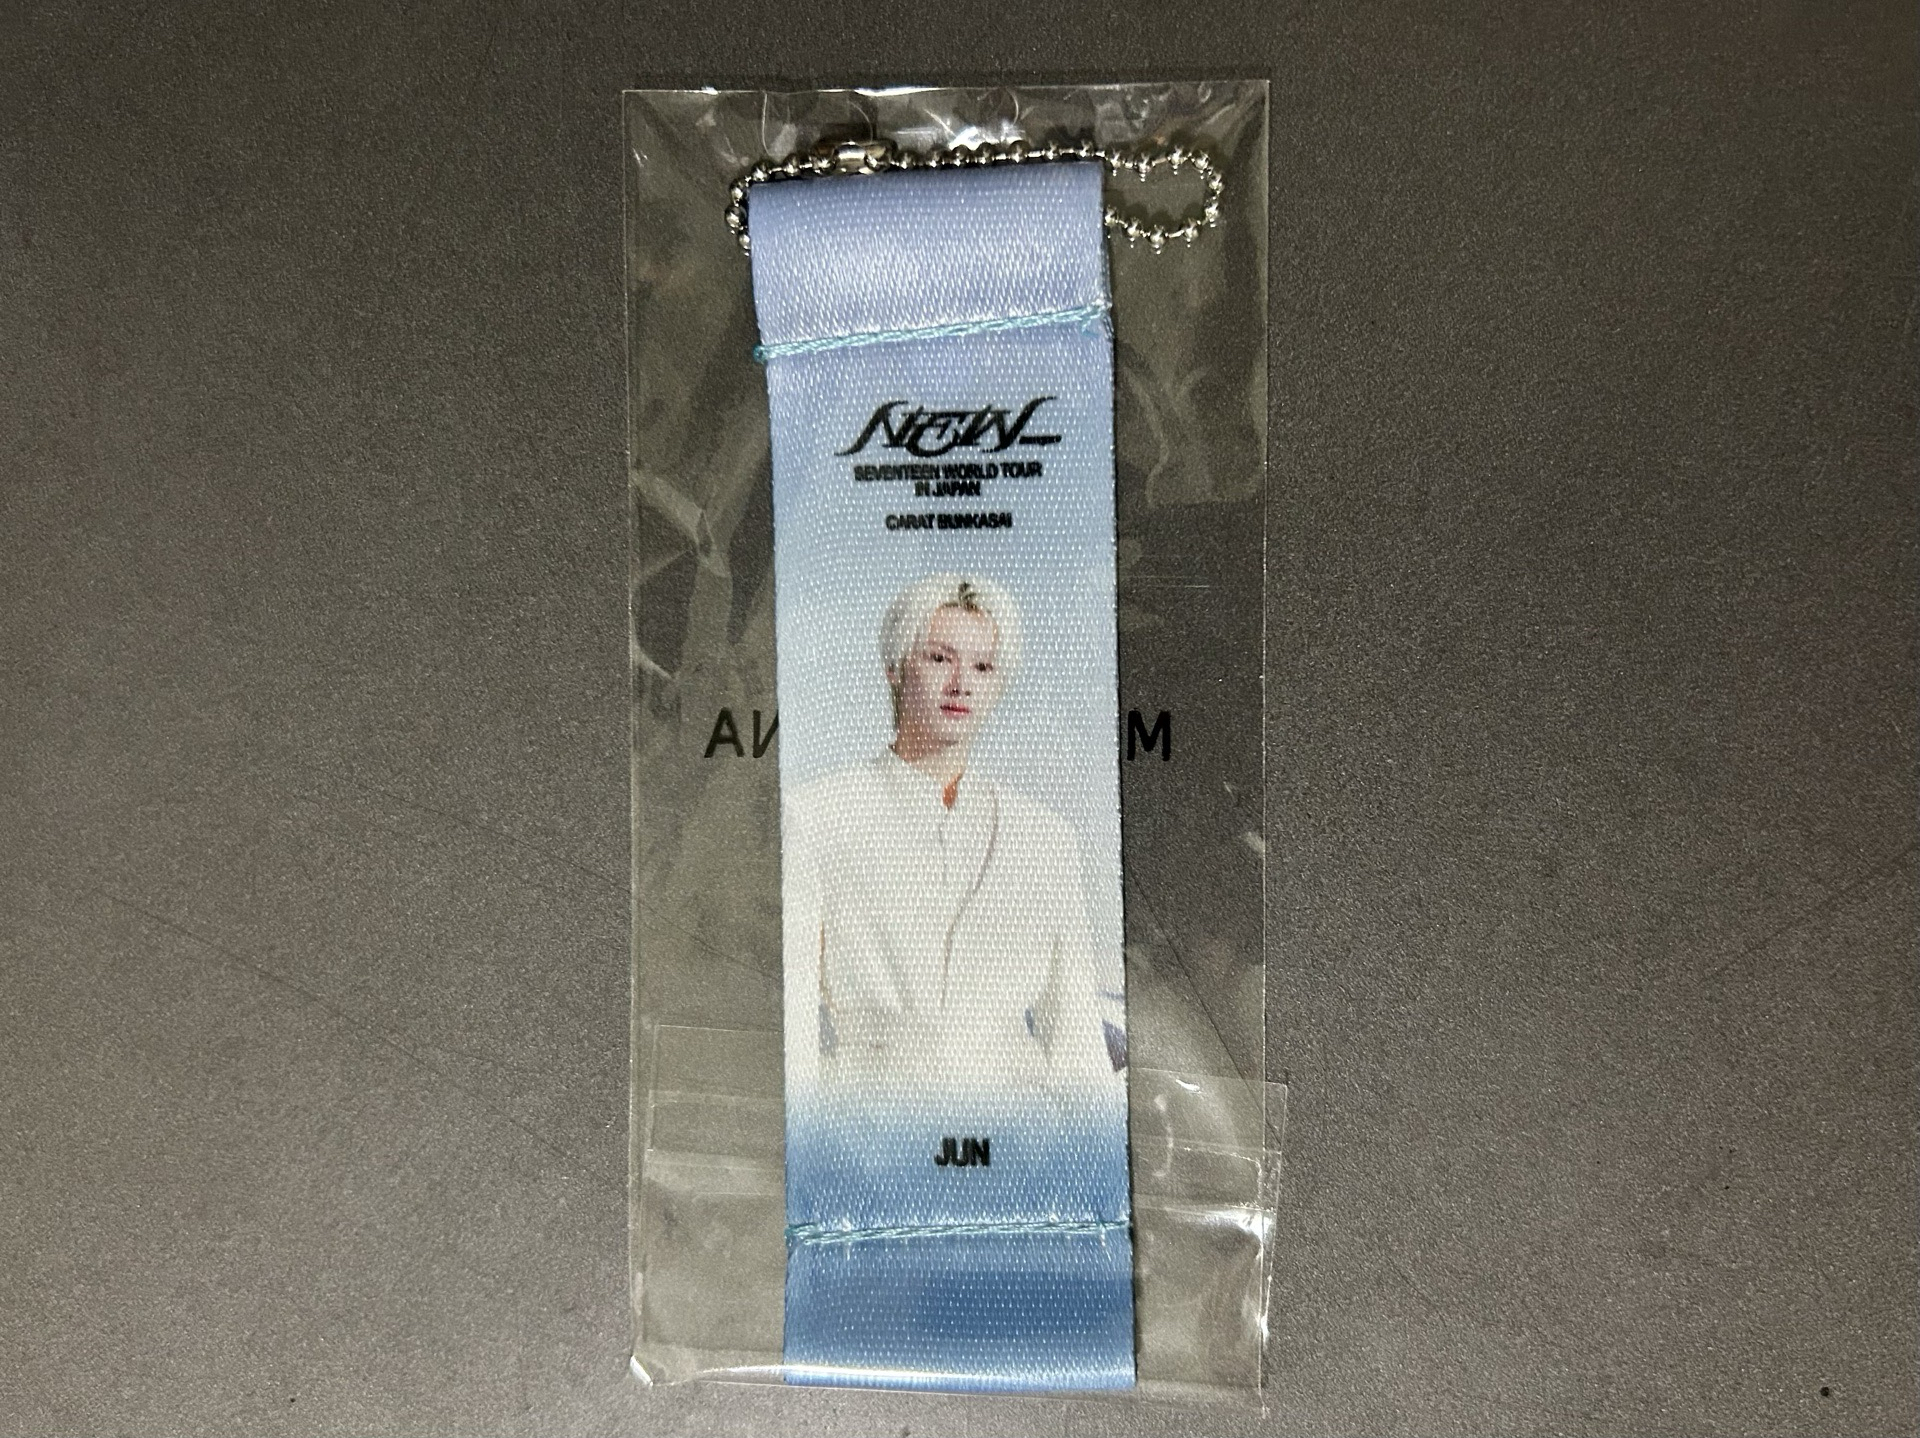 NEW_
SEVENTEEN WORLD TOUR
IN JAPAN
CARAT BUNKASAI
JUN